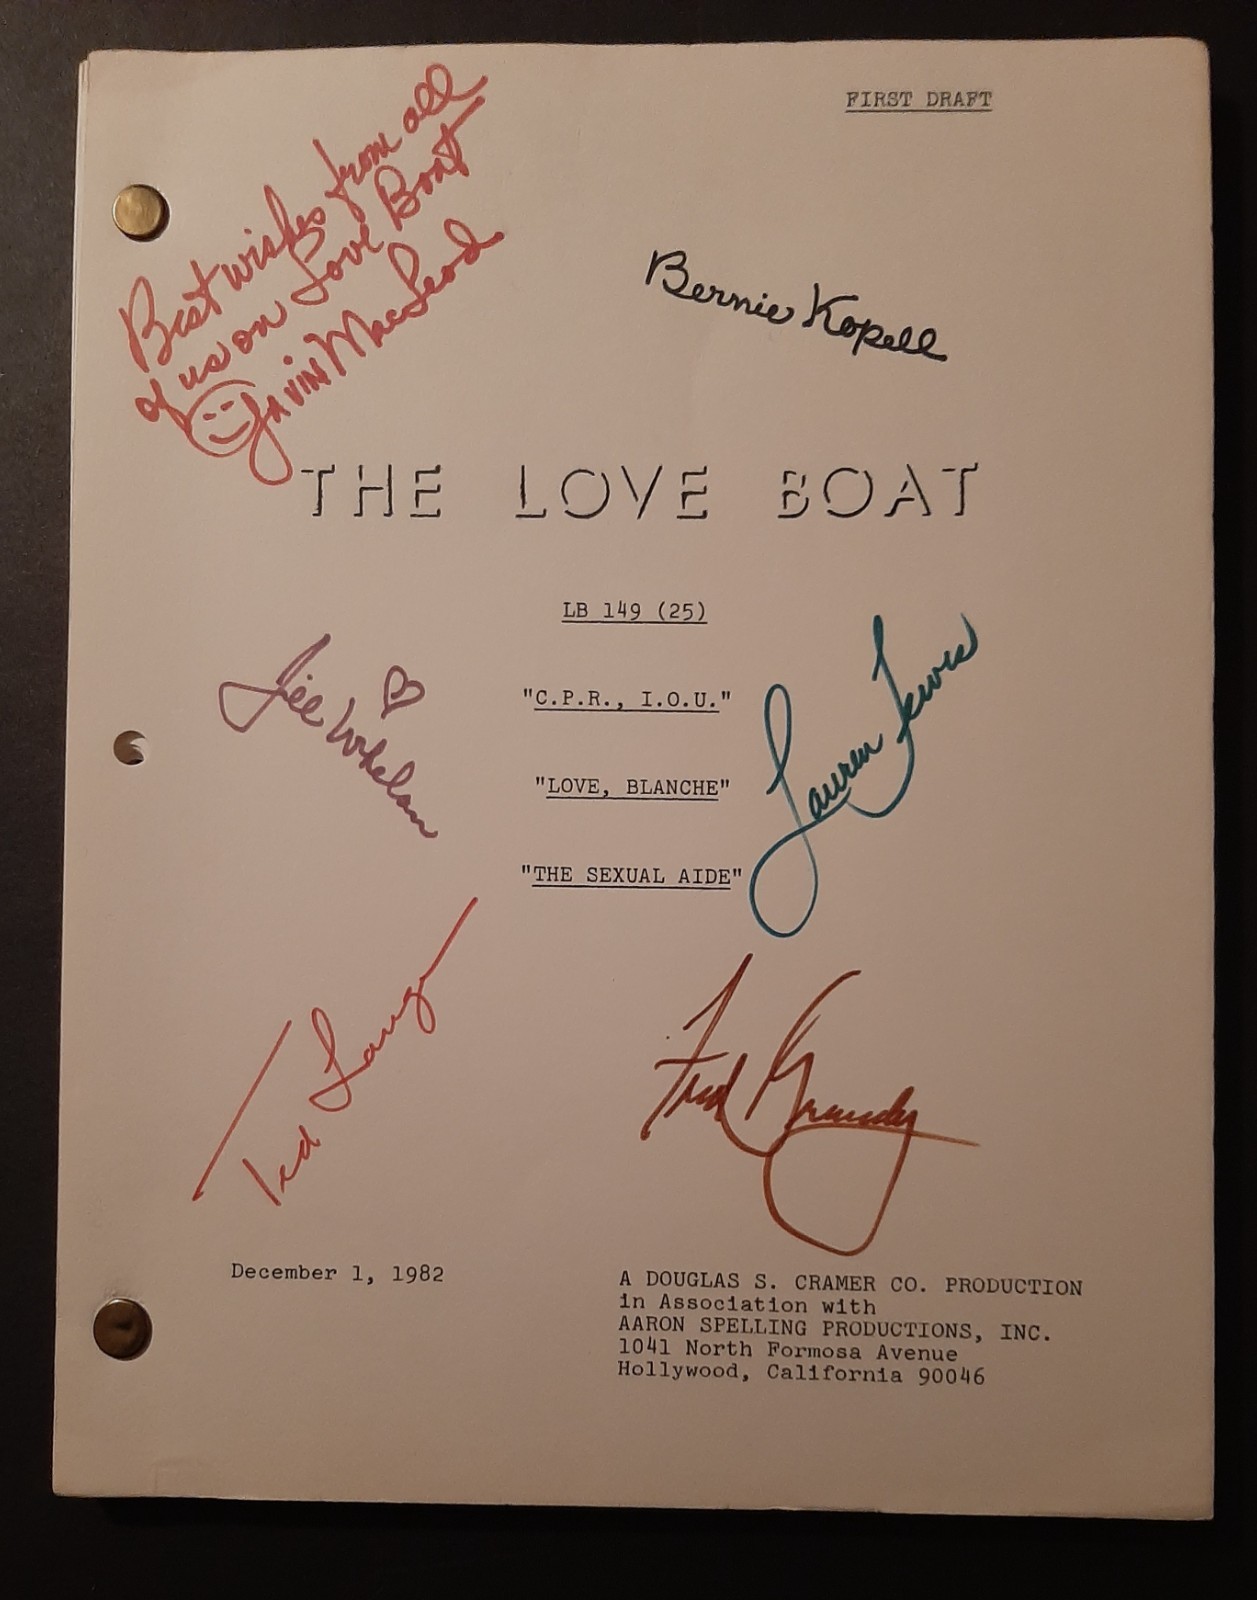 FIRST DRAFT
Best wishes from all
of us on Love Boat
Gavin MacLeod
Bernie Kopell
THE LOVE BOAT
LB 149 (25)
Jill Whelan
"C.P.R., I.O.U."
Lauren Tewes
"LOVE, BLANCHE"
"THE SEXUAL AIDE"
Ted Lange
Fred Grandy
December 1, 1982
A DOUGLAS S. CRAMER CO. PRODUCTION
in Association with
AARON SPELLING PRODUCTIONS, INC.
1041 North Formosa Avenue
Hollywood, California 90046